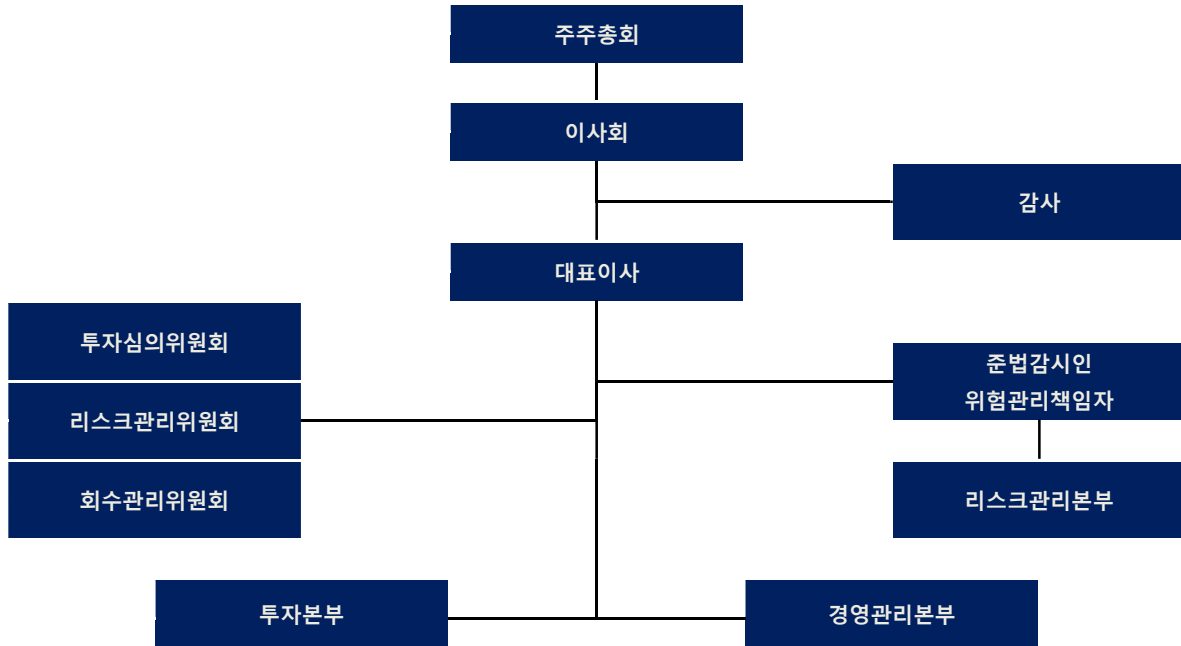 주주총회
이사회
감사
대표이사
투자심의위원회
준법감시인
위험관리책임자
리스크관리위원회
회수관리위원회
리스크관리본부
투자본부
경영관리본부